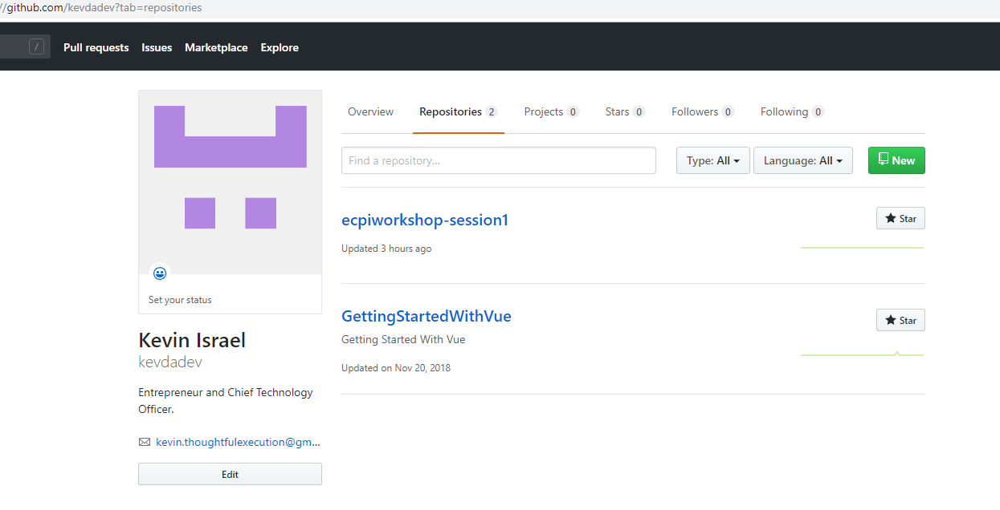 //github.com/kevdadev?tab=repositories
/ Pull requests Issues Marketplace Explore
Overview Repositories 2 Projects 0 Stars 0 Followers 0 Following 0
Find a repository... Type: All Language: All New
ecpiworkshop-session1 Star
Updated 3 hours ago
Set your status
GettingStartedWithVue Star
Getting Started With Vue
Updated on Nov 20, 2018
Kevin Israel
kevdadev
Entrepreneur and Chief Technology
Officer.
kevin.thoughtfulexecution@gm...
Edit